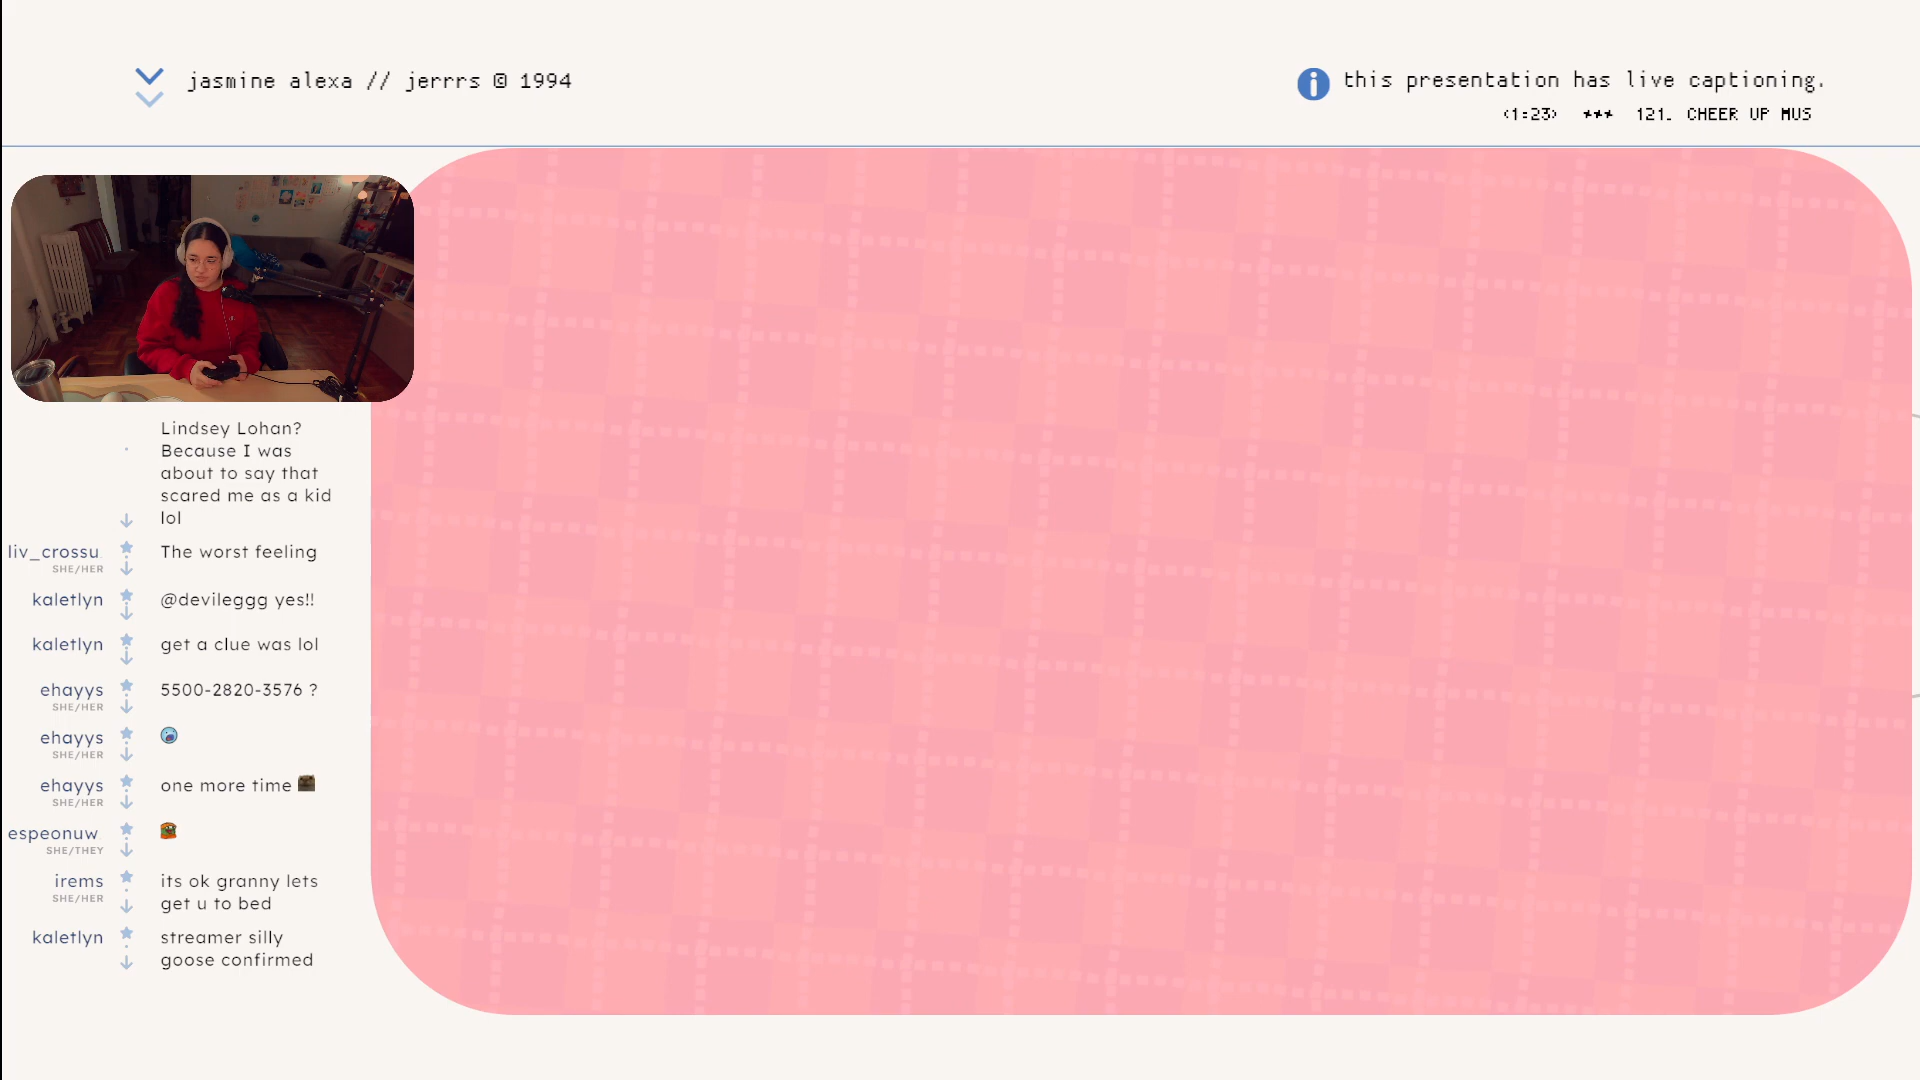 jasmine alexa // jerrrs © 1994
this presentation has live captioning.
<1:23> *** 121. CHEER UP MUS
Lindsey Lohan?
Because I was
about to say that
scared me as a kid
lol
liv_crossu The worst feeling
SHE/HER
kaletlyn @devileggg yes!!
kaletlyn get a clue was lol
ehayys 5500-2820-3576 ?
SHE/HER
ehayys
SHE/HER
ehayys one more time
SHE/HER
espeonuw
SHE/THEY
irems its ok granny lets
SHE/HER get u to bed
kaletlyn streamer silly
goose confirmed